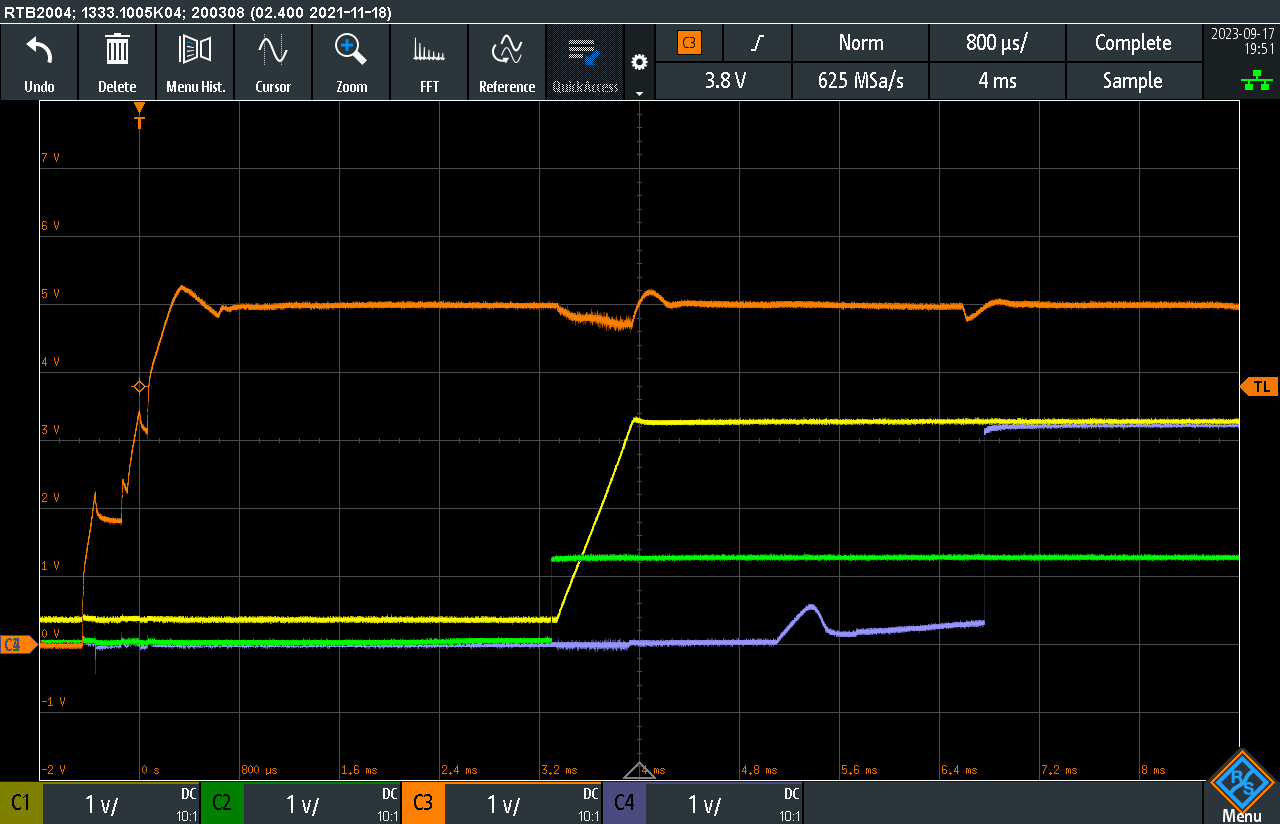 RTB2004; 1333.1005K04; 200308 (02.400 2021-11-18)
Undo
Delete
Menu Hist.
Cursor
Zoom
FFT
Reference
QuickAccess
C3
Norm
800 µs/
Complete
3.8 V
625 MSa/s
4 ms
Sample
2023-09-17
19:51
T
7 V
6 V
5 V
4 V
3 V
2 V
1 V
0 V
-1 V
-2 V
TL
0 s
800 µs
1.6 ms
2.4 ms
3.2 ms
4 ms
4.8 ms
5.6 ms
6.4 ms
7.2 ms
8 ms
C1
1 V/
DC
10:1
C2
1 V/
DC
10:1
C3
1 V/
DC
10:1
C4
1 V/
DC
10:1
R S
Menu